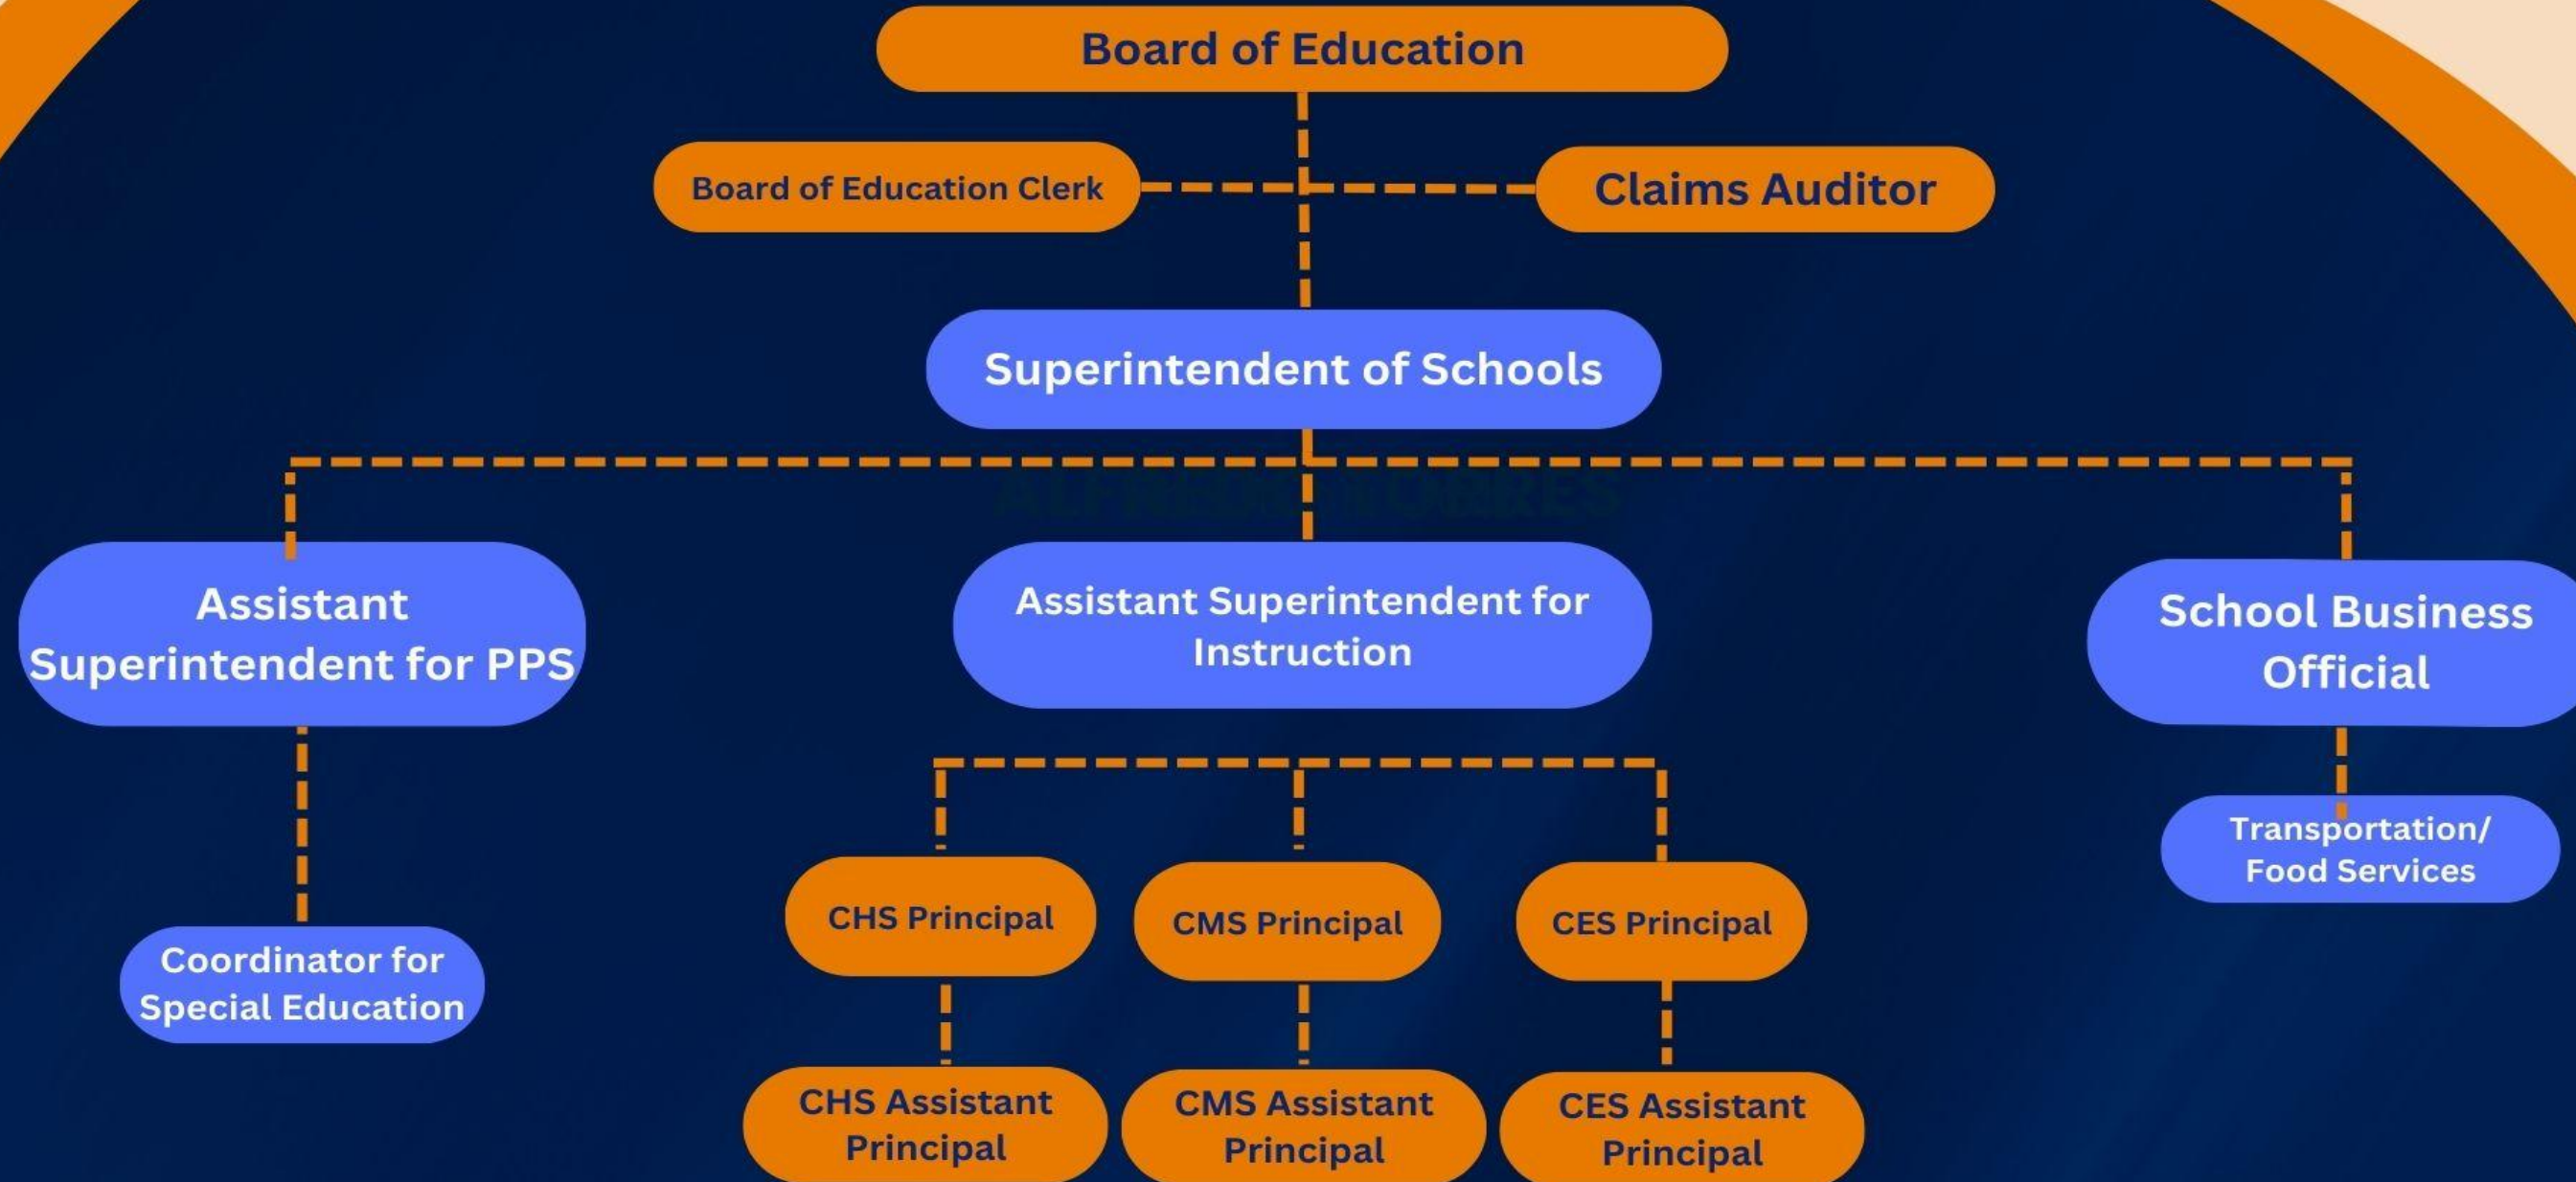 Board of Education
Board of Education Clerk
Claims Auditor
Superintendent of Schools
Assistant
Superintendent for PPS
Assistant Superintendent for
Instruction
School Business
Official
Transportation/
Food Services
CHS Principal
CMS Principal
CES Principal
Coordinator for
Special Education
CHS Assistant
Principal
CMS Assistant
Principal
CES Assistant
Principal